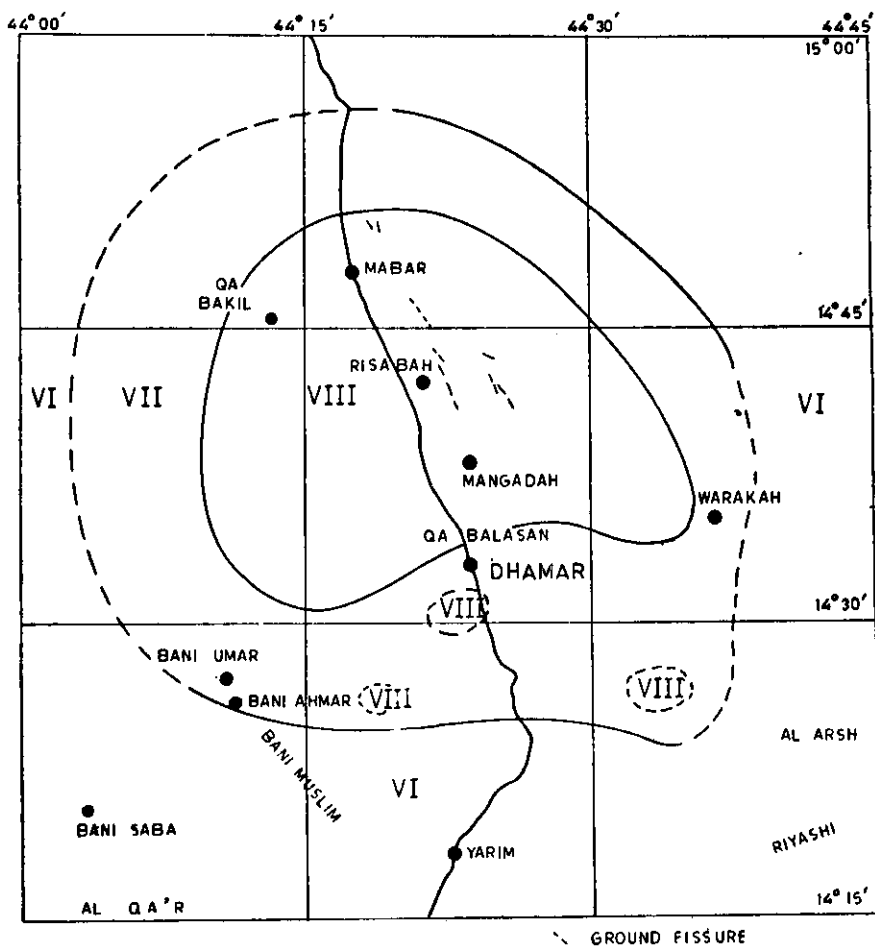 44°00' 44°15' 44°30' 44°45'
15°00'
QA
BAKIL
MABAR
14°45'
RISABAH
VI VII VIII VI
MANGADAH
WARAKAH
QA BALASAN
DHAMAR
VIII
14°30'
BANI UMAR
BANI AHMAR
VIII
VIII
AL ARSH
BANI MUSLIM
VI
BANI SABA
YARIM
RIYASHI
AL QA'R
14°15'
GROUND FISSURE